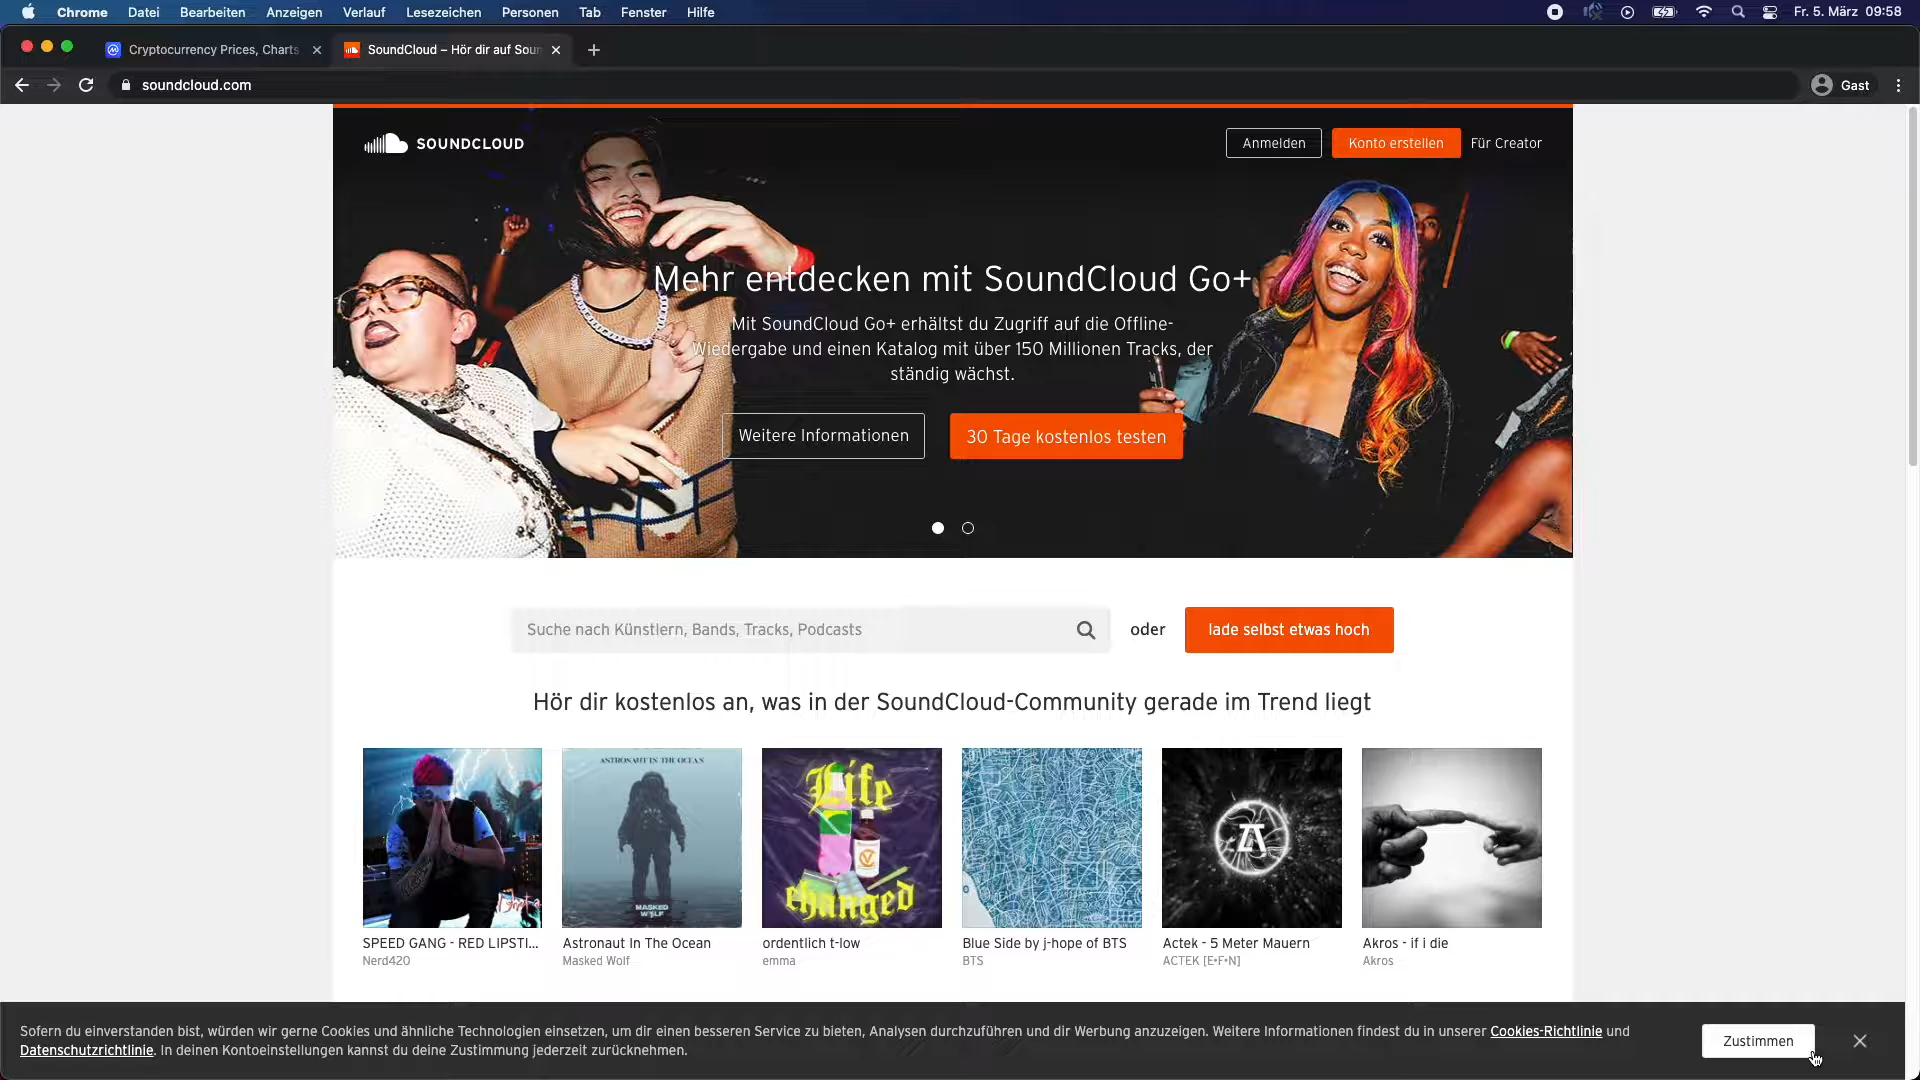 Chrome Datei Bearbeiten Anzeigen Verlauf Lesezeichen Personen Tab Fenster Hilfe
Fr. 5. März 09:58
Cryptocurrency Prices, Charts
SoundCloud – Hör dir auf Soun
soundcloud.com
Gast
SOUNDCLOUD
Anmelden
Konto erstellen
Für Creator
Mehr entdecken mit SoundCloud Go+
Mit SoundCloud Go+ erhältst du Zugriff auf die Offline-
Wiedergabe und einen Katalog mit über 150 Millionen Tracks, der
ständig wächst.
Weitere Informationen
30 Tage kostenlos testen
Suche nach Künstlern, Bands, Tracks, Podcasts
oder
lade selbst etwas hoch
Hör dir kostenlos an, was in der SoundCloud-Community gerade im Trend liegt
ASTRONAUT IN THE OCEAN
MASKED
WOLF
Life
changed
SPEED GANG - RED LIPSTI...
Nerd420
Astronaut In The Ocean
Masked Wolf
ordentlich t-low
emma
Blue Side by j-hope of BTS
BTS
Actek - 5 Meter Mauern
ACTEK [E•F•N]
Akros - if i die
Akros
Sofern du einverstanden bist, würden wir gerne Cookies und ähnliche Technologien einsetzen, um dir einen besseren Service zu bieten, Analysen durchzuführen und dir Werbung anzuzeigen. Weitere Informationen findest du in unserer Cookies-Richtlinie und
Datenschutzrichtlinie. In deinen Kontoeinstellungen kannst du deine Zustimmung jederzeit zurücknehmen.
Zustimmen